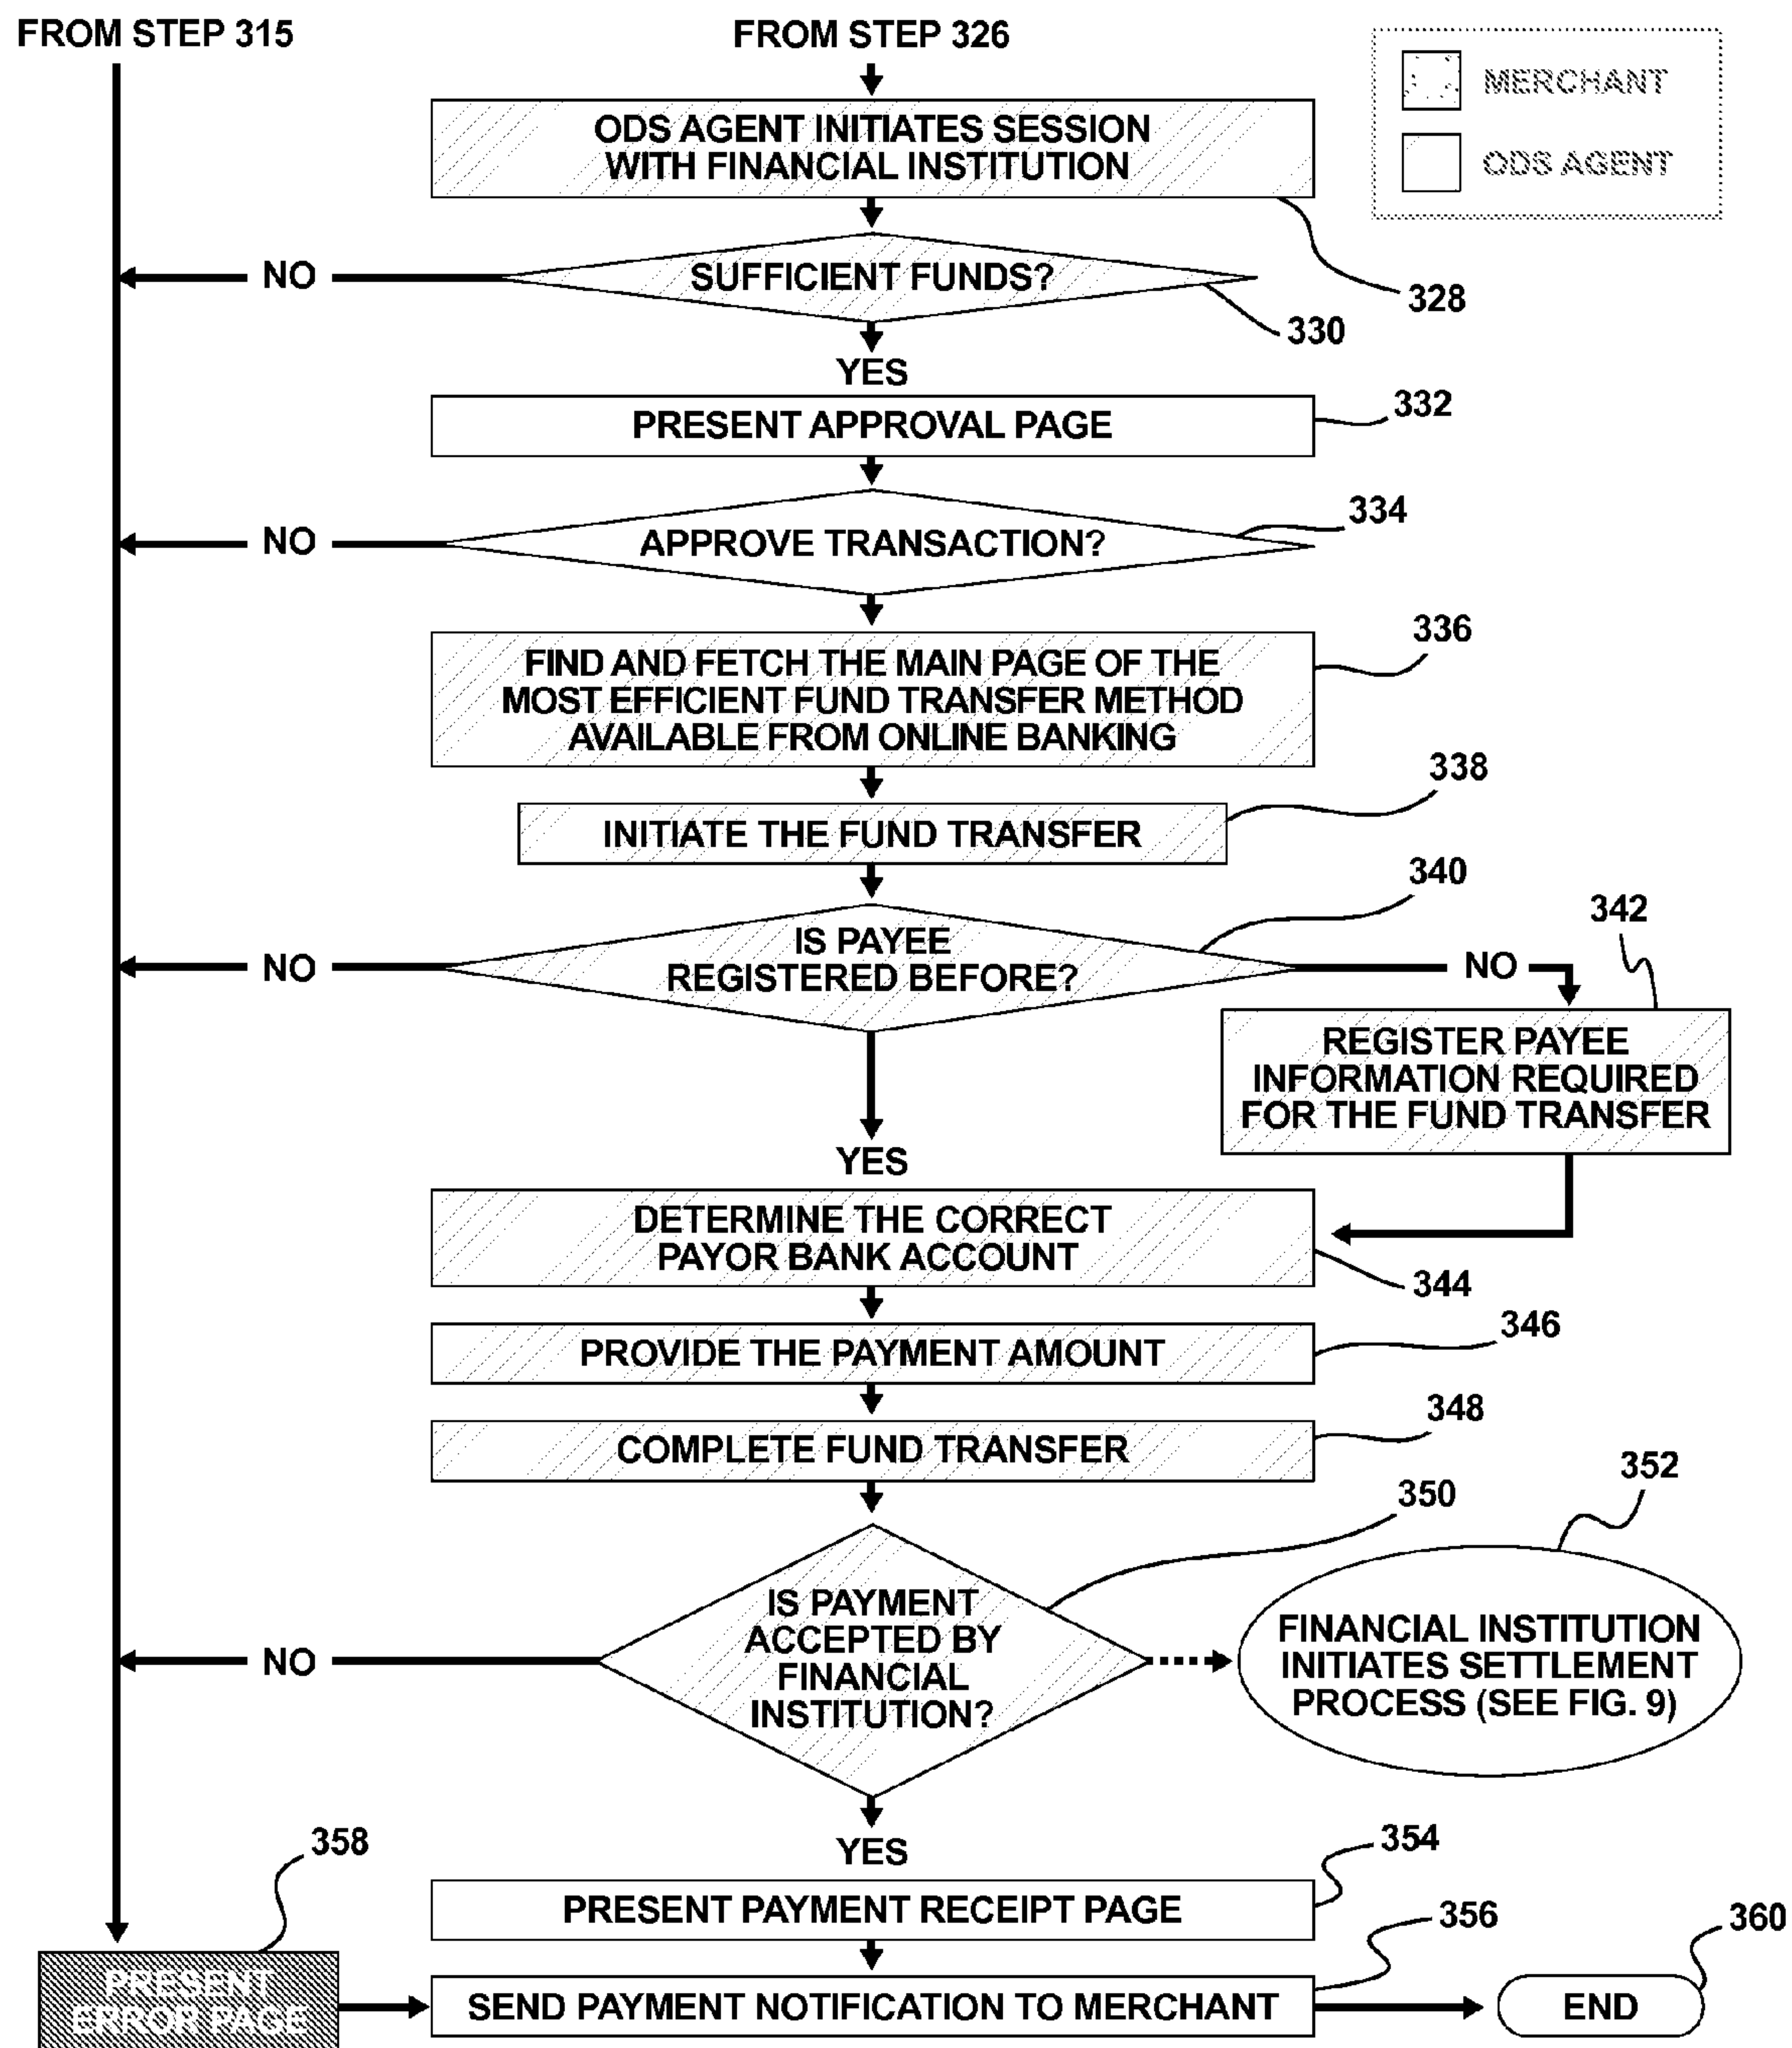 FROM STEP 315
FROM STEP 326
MERCHANT
ODS AGENT
ODS AGENT INITIATES SESSION
WITH FINANCIAL INSTITUTION
328
SUFFICIENT FUNDS?
NO
330
YES
PRESENT APPROVAL PAGE
332
APPROVE TRANSACTION?
NO
334
FIND AND FETCH THE MAIN PAGE OF THE
MOST EFFICIENT FUND TRANSFER METHOD
AVAILABLE FROM ONLINE BANKING
336
INITIATE THE FUND TRANSFER
338
IS PAYEE
REGISTERED BEFORE?
340
NO
NO
342
REGISTER PAYEE
INFORMATION REQUIRED
FOR THE FUND TRANSFER
YES
DETERMINE THE CORRECT
PAYOR BANK ACCOUNT
344
PROVIDE THE PAYMENT AMOUNT
346
COMPLETE FUND TRANSFER
348
IS PAYMENT
ACCEPTED BY
FINANCIAL
INSTITUTION?
350
NO
352
FINANCIAL INSTITUTION
INITIATES SETTLEMENT
PROCESS (SEE FIG. 9)
YES
PRESENT PAYMENT RECEIPT PAGE
354
358
PRESENT
ERROR PAGE
SEND PAYMENT NOTIFICATION TO MERCHANT
356
END
360